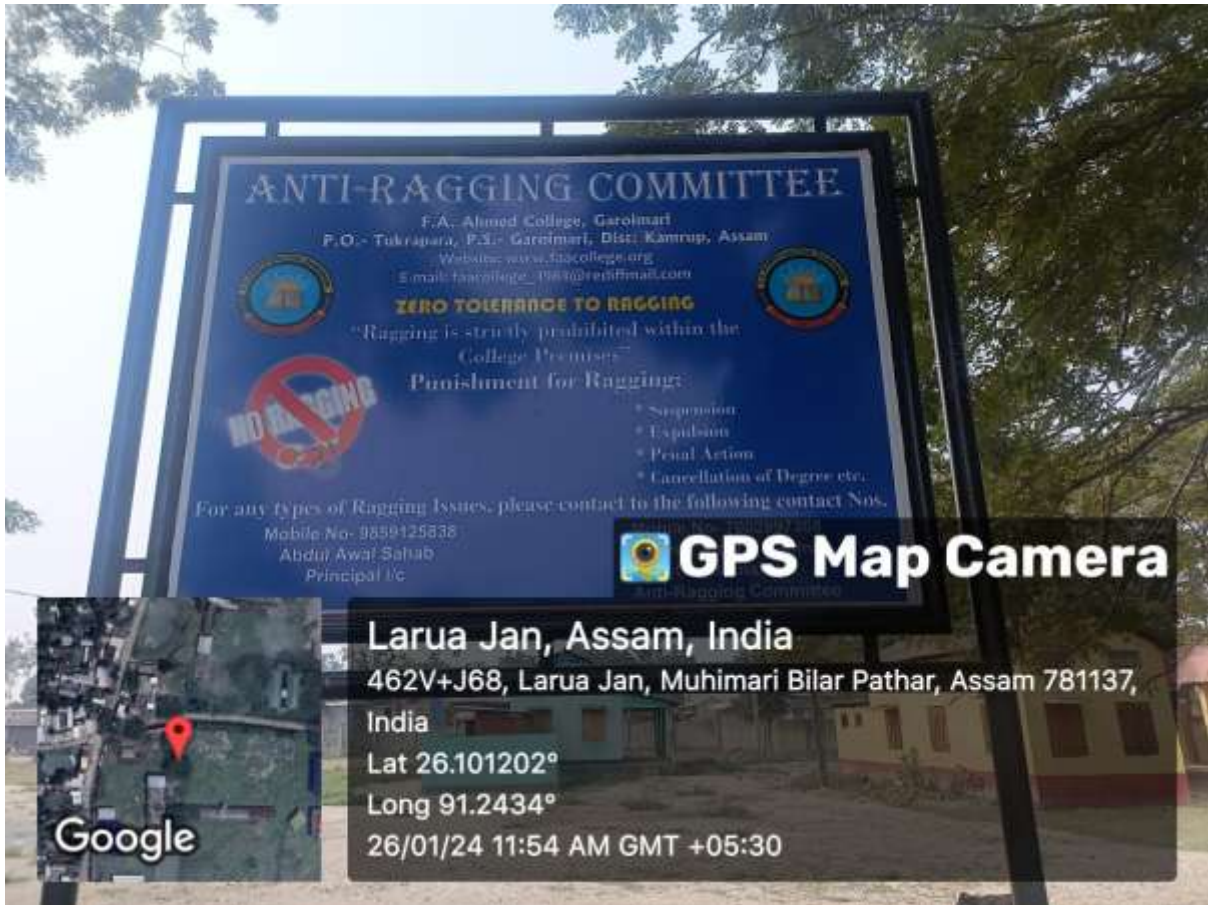 ANTI-RAGGING COMMITTEE
F.A. Ahmed College, Garoimari
P.O.- Tukrapara, P.S.- Garoimari, Dist: Kamrup, Assam
Website: www.faacollege.org
E-mail: faacollege_1984@rediffmail.com
ZERO TOLERANCE TO RAGGING
"Ragging is strictly prohibited within the
College Premises"
NO RAGGING
Punishment for Ragging:
* Suspension
* Expulsion
* Penal Action
* Cancellation of Degree etc.
For any types of Ragging Issues, please contact to the following contact Nos.
Mobile No- 9859125838
Abdul Awal Sahab
Principal I/c
Mobile No-
Anti-Ragging Committee
GPS Map Camera
Larua Jan, Assam, India
462V+J68, Larua Jan, Muhimari Bilar Pathar, Assam 781137,
India
Lat 26.101202°
Long 91.2434°
26/01/24 11:54 AM GMT +05:30
Google